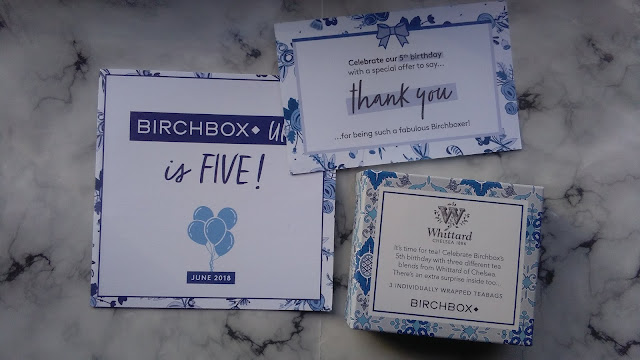 BIRCHBOX
is FIVE!
JUNE 2018
Celebrate our 5th birthday
with a special offer to say...
thank you
...for being such a fabulous Birchboxer!
W
Whittard
CHELSEA 1886
It's time for tea! Celebrate Birchbox's
5th birthday with three different tea
blends from Whittard of Chelsea.
There's an extra surprise inside too...
3 INDIVIDUALLY WRAPPED TEABAGS
BIRCHBOX